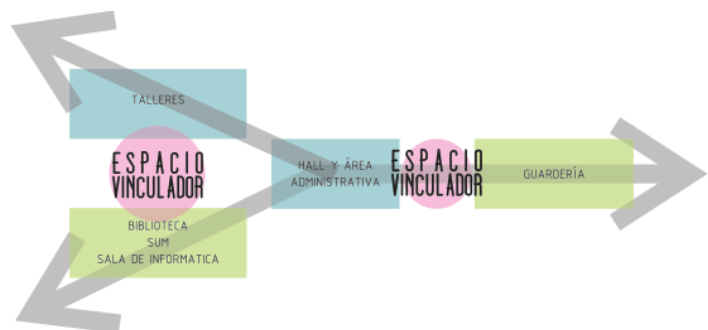 TALLERES
ESPACIO
VINCULADOR
BIBLIOTECA
SUM
SALA DE INFORMATICA
HALL Y ÁREA
ADMINISTRATIVA
ESPACIO
VINCULADOR
GUARDERÍA